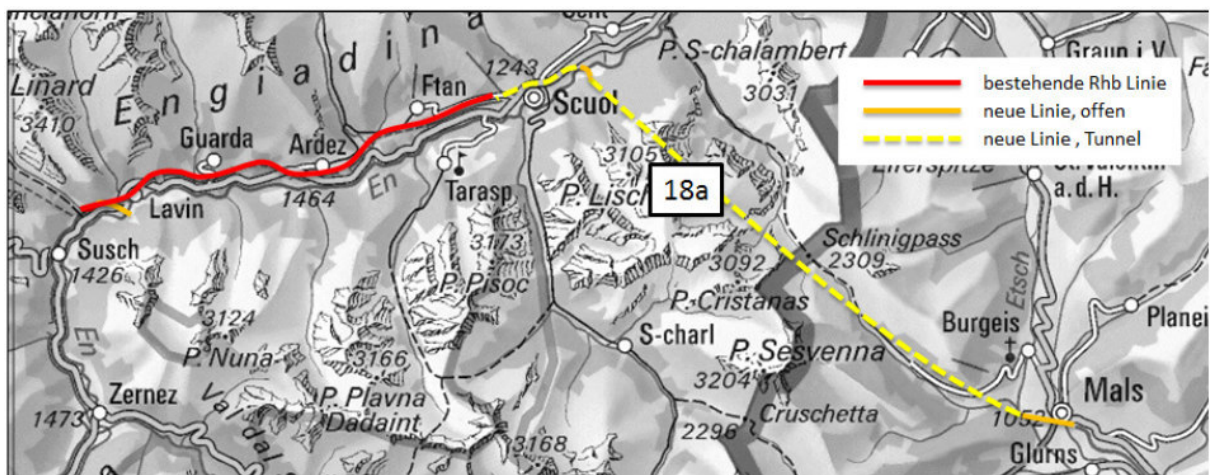 Linard
3410
Engiadina
Guarda
Ardez
Ftan
1243
Scuol
P. S-chalambert
3031
Graun i. V.
bestehende Rhb Linie
neue Linie, offen
neue Linie , Tunnel
a. d. H.
Lavin
1464
En
Tarasp
3105
P. Lisch
18a
Susch
1426
3173
P. Pisoc
3092
Schlinigpass
2309
Etsch
P. Cristanas
Burgeis
Planei
3124
P. Nuna
En
3166
S-charl
P. Sesvenna
3204
Mals
Zernez
1473
P. Plavna
Dadaint
3168
Cruschetta
2296
1052
Glurns